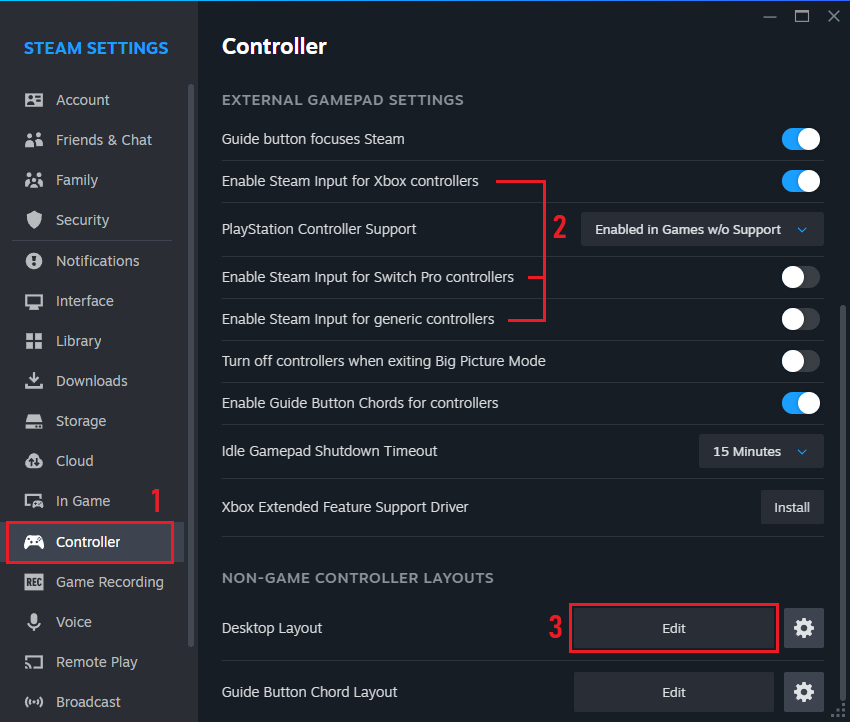 STEAM SETTINGS
Account
Friends & Chat
Family
Security
Notifications
Interface
Library
Downloads
Storage
Cloud
In Game
1
Controller
REC Game Recording
Voice
Remote Play
Broadcast
Controller
EXTERNAL GAMEPAD SETTINGS
Guide button focuses Steam
Enable Steam Input for Xbox controllers
PlayStation Controller Support 2 Enabled in Games w/o Support
Enable Steam Input for Switch Pro controllers
Enable Steam Input for generic controllers
Turn off controllers when exiting Big Picture Mode
Enable Guide Button Chords for controllers
Idle Gamepad Shutdown Timeout 15 Minutes
Xbox Extended Feature Support Driver Install
NON-GAME CONTROLLER LAYOUTS
Desktop Layout 3 Edit
Guide Button Chord Layout Edit